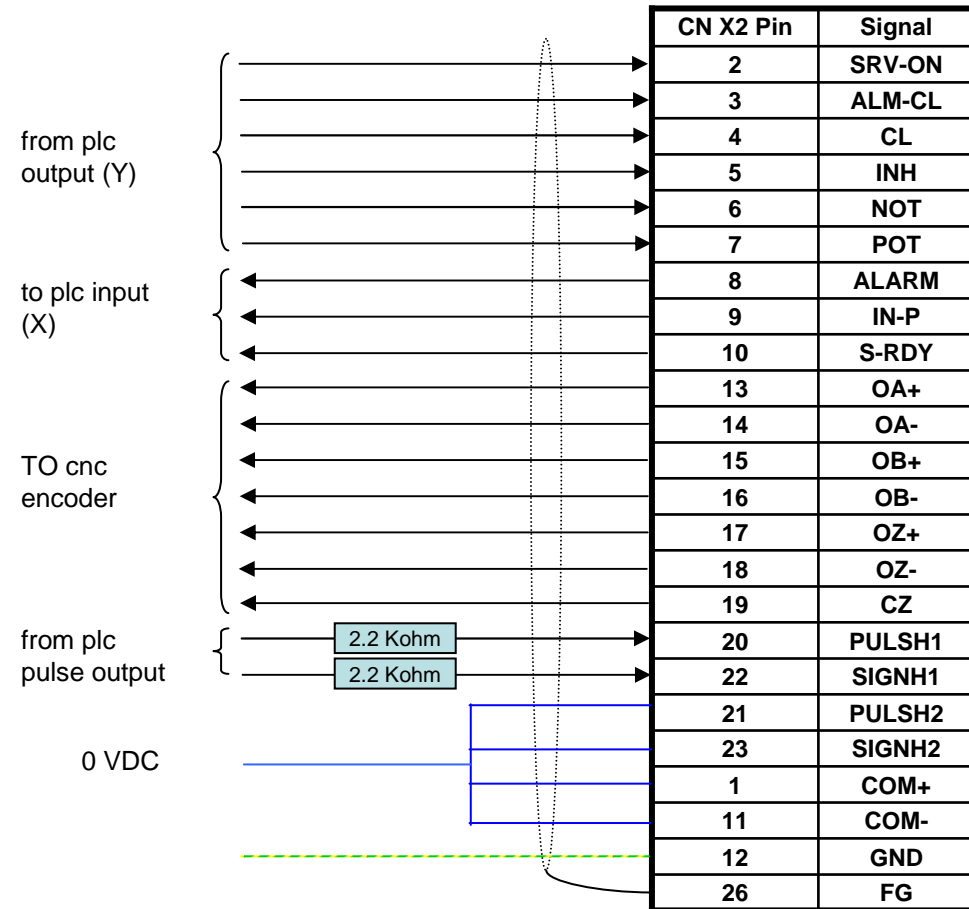 CN X2 Pin Signal
2 SRV-ON
3 ALM-CL
4 CL
5 INH
6 NOT
7 POT
8 ALARM
9 IN-P
10 S-RDY
13 OA+
14 OA-
15 OB+
16 OB-
17 OZ+
18 OZ-
19 CZ
20 PULSH1
22 SIGNH1
21 PULSH2
23 SIGNH2
1 COM+
11 COM-
12 GND
26 FG
from plc
output (Y)
to plc input
(X)
TO cnc
encoder
from plc
pulse output
2.2 Kohm
2.2 Kohm
0 VDC